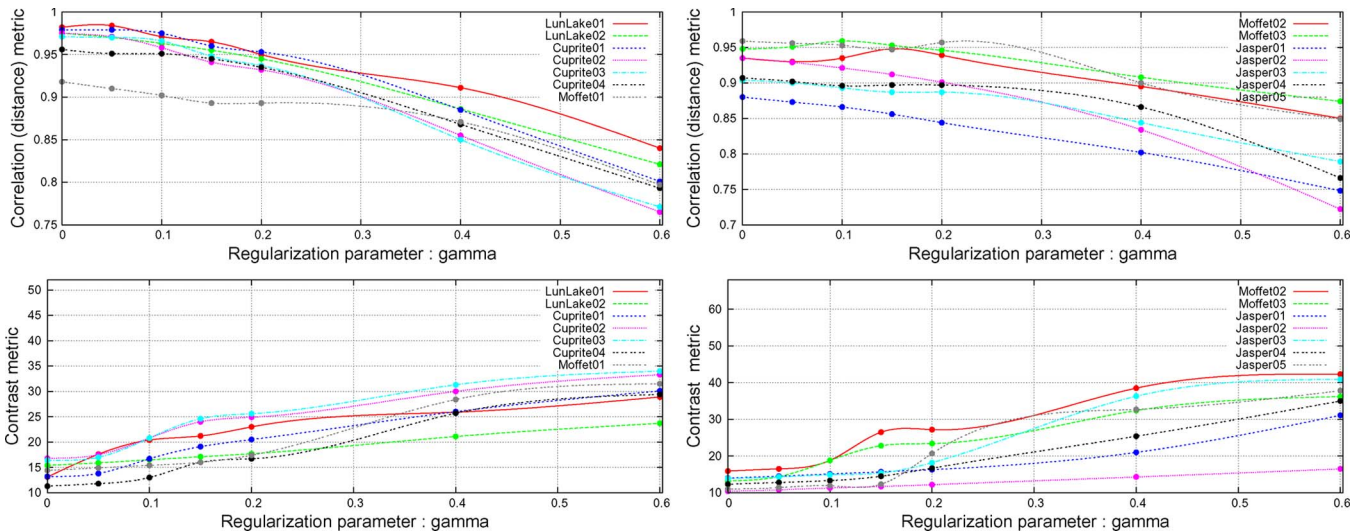 Correlation (distance) metric
1
0.95
0.9
0.85
0.8
0.75
0 0.1 0.2 0.3 0.4 0.5 0.6
Regularization parameter : gamma
LunLake01
LunLake02
Cuprite01
Cuprite02
Cuprite03
Cuprite04
Moffet01
Correlation (distance) metric
1
0.95
0.9
0.85
0.8
0.75
0.7
0 0.1 0.2 0.3 0.4 0.5 0.6
Regularization parameter : gamma
Moffet02
Moffet03
Jasper01
Jasper02
Jasper03
Jasper04
Jasper05
Contrast metric
50
45
40
35
30
25
20
15
10
0 0.1 0.2 0.3 0.4 0.5 0.6
Regularization parameter : gamma
LunLake01
LunLake02
Cuprite01
Cuprite02
Cuprite03
Cuprite04
Moffet01
Contrast metric
60
50
40
30
20
10
0 0.1 0.2 0.3 0.4 0.5 0.6
Regularization parameter : gamma
Moffet02
Moffet03
Jasper01
Jasper02
Jasper03
Jasper04
Jasper05